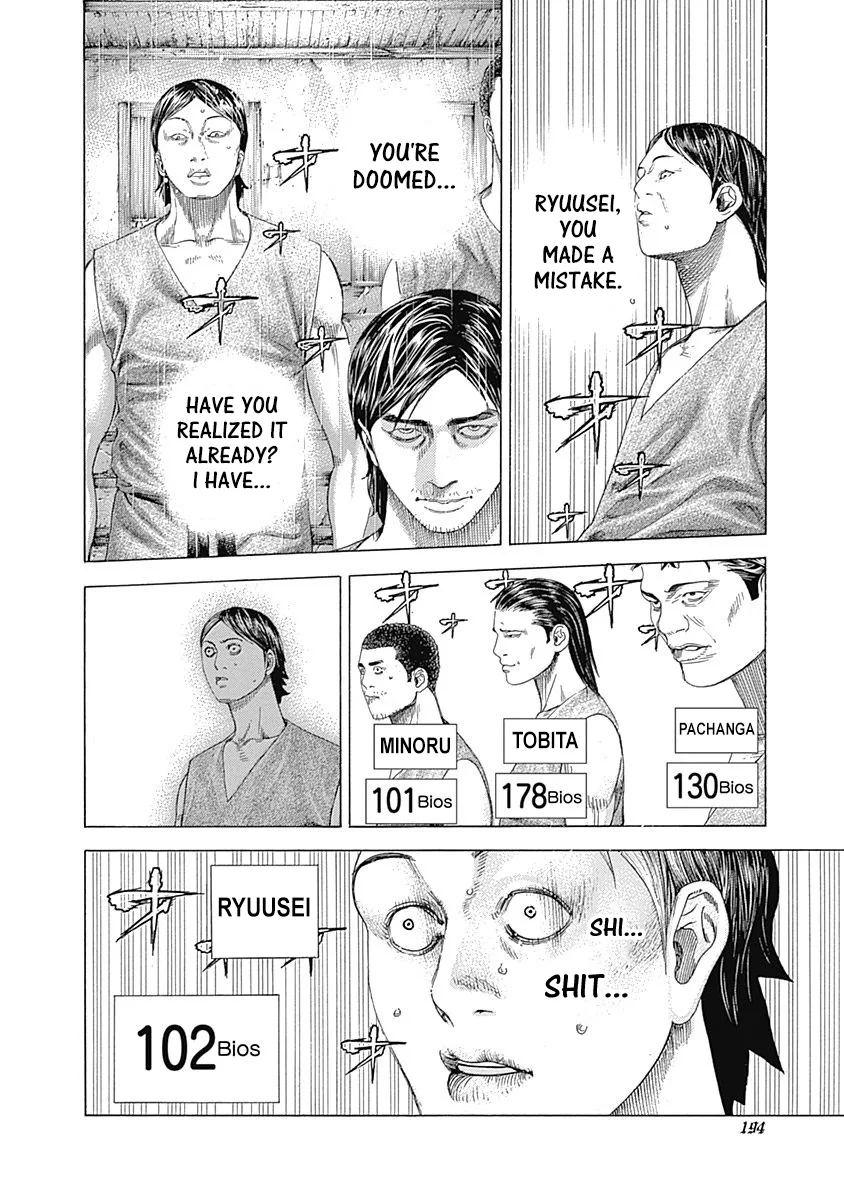 RYUUSEI,
YOU
MADE A
MISTAKE.
YOU'RE
DOOMED...
HAVE YOU
REALIZED IT
ALREADY?
I HAVE...
PACHANGA
130Bios
TOBITA
178Bios
MINORU
101Bios
RYUUSEI
102Bios
SHI...
SHIT...
194